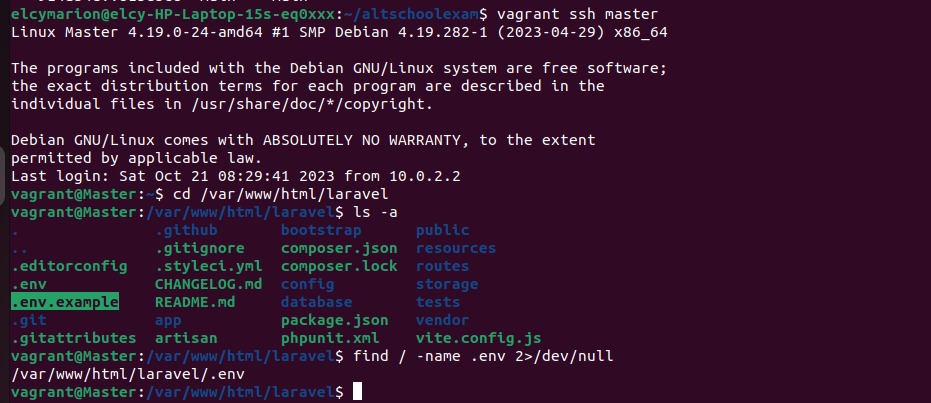 elcymarion@elcy-HP-Laptop-15s-eq0xxx:~/altschoolexam$ vagrant ssh master
Linux Master 4.19.0-24-amd64 #1 SMP Debian 4.19.282-1 (2023-04-29) x86_64
The programs included with the Debian GNU/Linux system are free software;
the exact distribution terms for each program are described in the
individual files in /usr/share/doc/*/copyright.
Debian GNU/Linux comes with ABSOLUTELY NO WARRANTY, to the extent
permitted by applicable law.
Last login: Sat Oct 21 08:29:41 2023 from 10.0.2.2
vagrant@Master:~$ cd /var/www/html/laravel
vagrant@Master:/var/www/html/laravel$ ls -a
. .github bootstrap public
.. .gitignore composer.json resources
.editorconfig .styleci.yml composer.lock routes
.env CHANGELOG.md config storage
.env.example README.md database tests
.git app package.json vendor
.gitattributes artisan phpunit.xml vite.config.js
vagrant@Master:/var/www/html/laravel$ find / -name .env 2>/dev/null
/var/www/html/laravel/.env
vagrant@Master:/var/www/html/laravel$